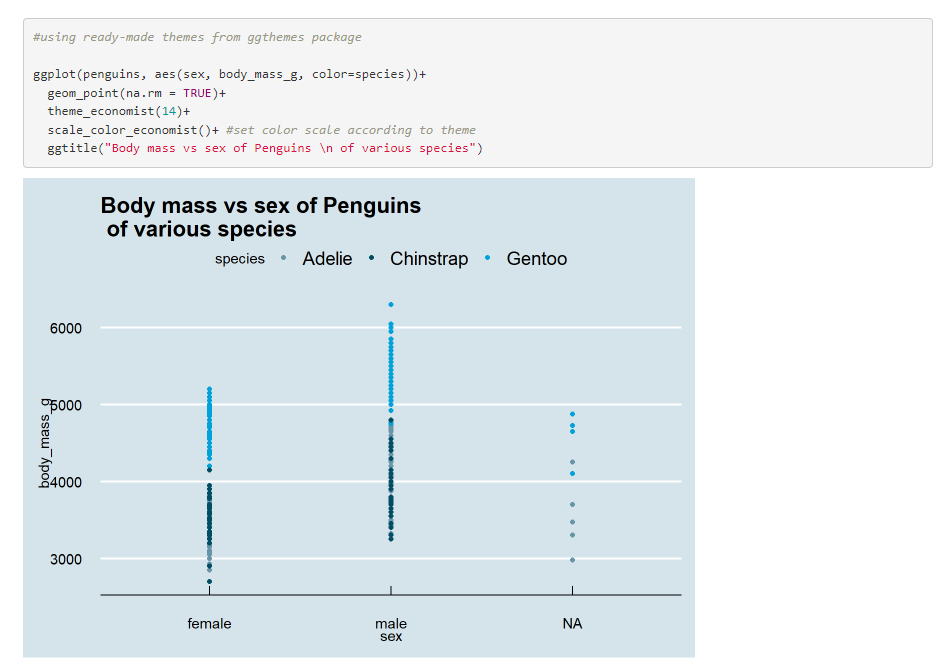 #using ready-made themes from ggthemes package
ggplot(penguins, aes(sex, body_mass_g, color=species))+
  geom_point(na.rm = TRUE)+
  theme_economist(14)+
  scale_color_economist()+ #set color scale according to theme
  ggtitle("Body mass vs sex of Penguins \n of various species")
Body mass vs sex of Penguins
of various species
species Adelie Chinstrap Gentoo
6000
5000
4000
3000
body_mass_g
female male NA
sex